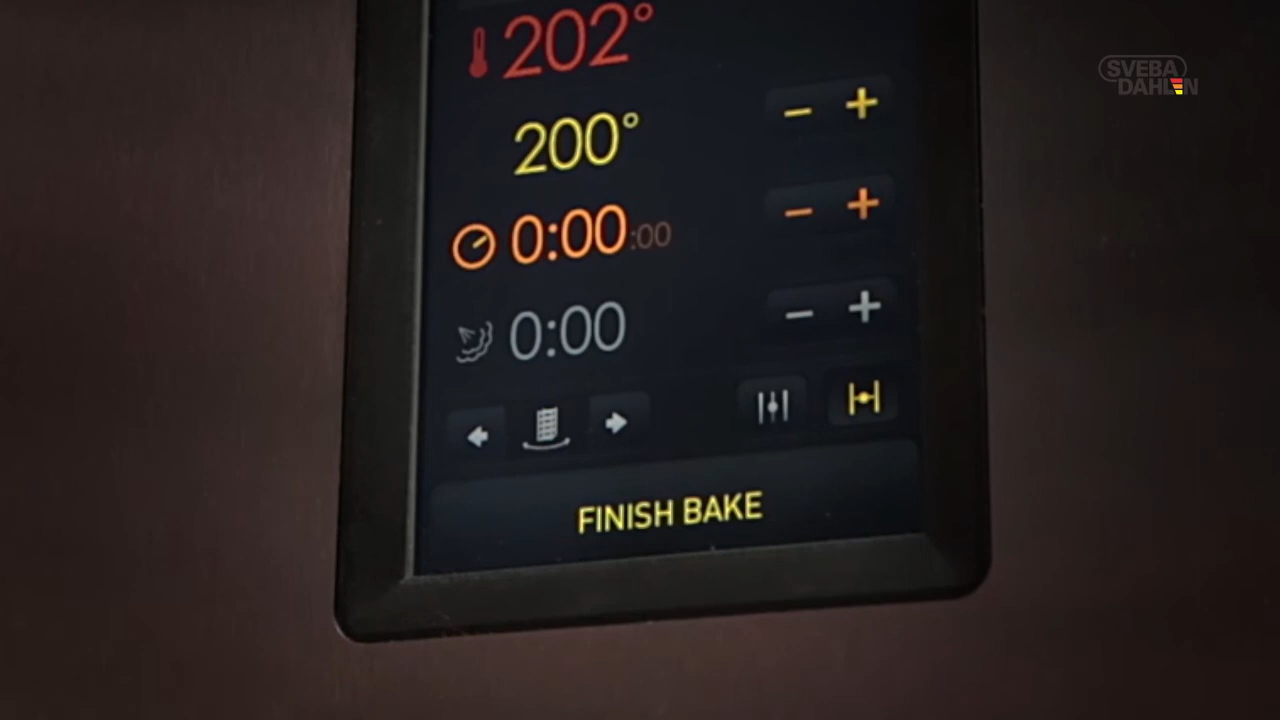 202°
SVEBA
DAHLEN
200° - +
0:00:00 - +
0:00 - +
FINISH BAKE